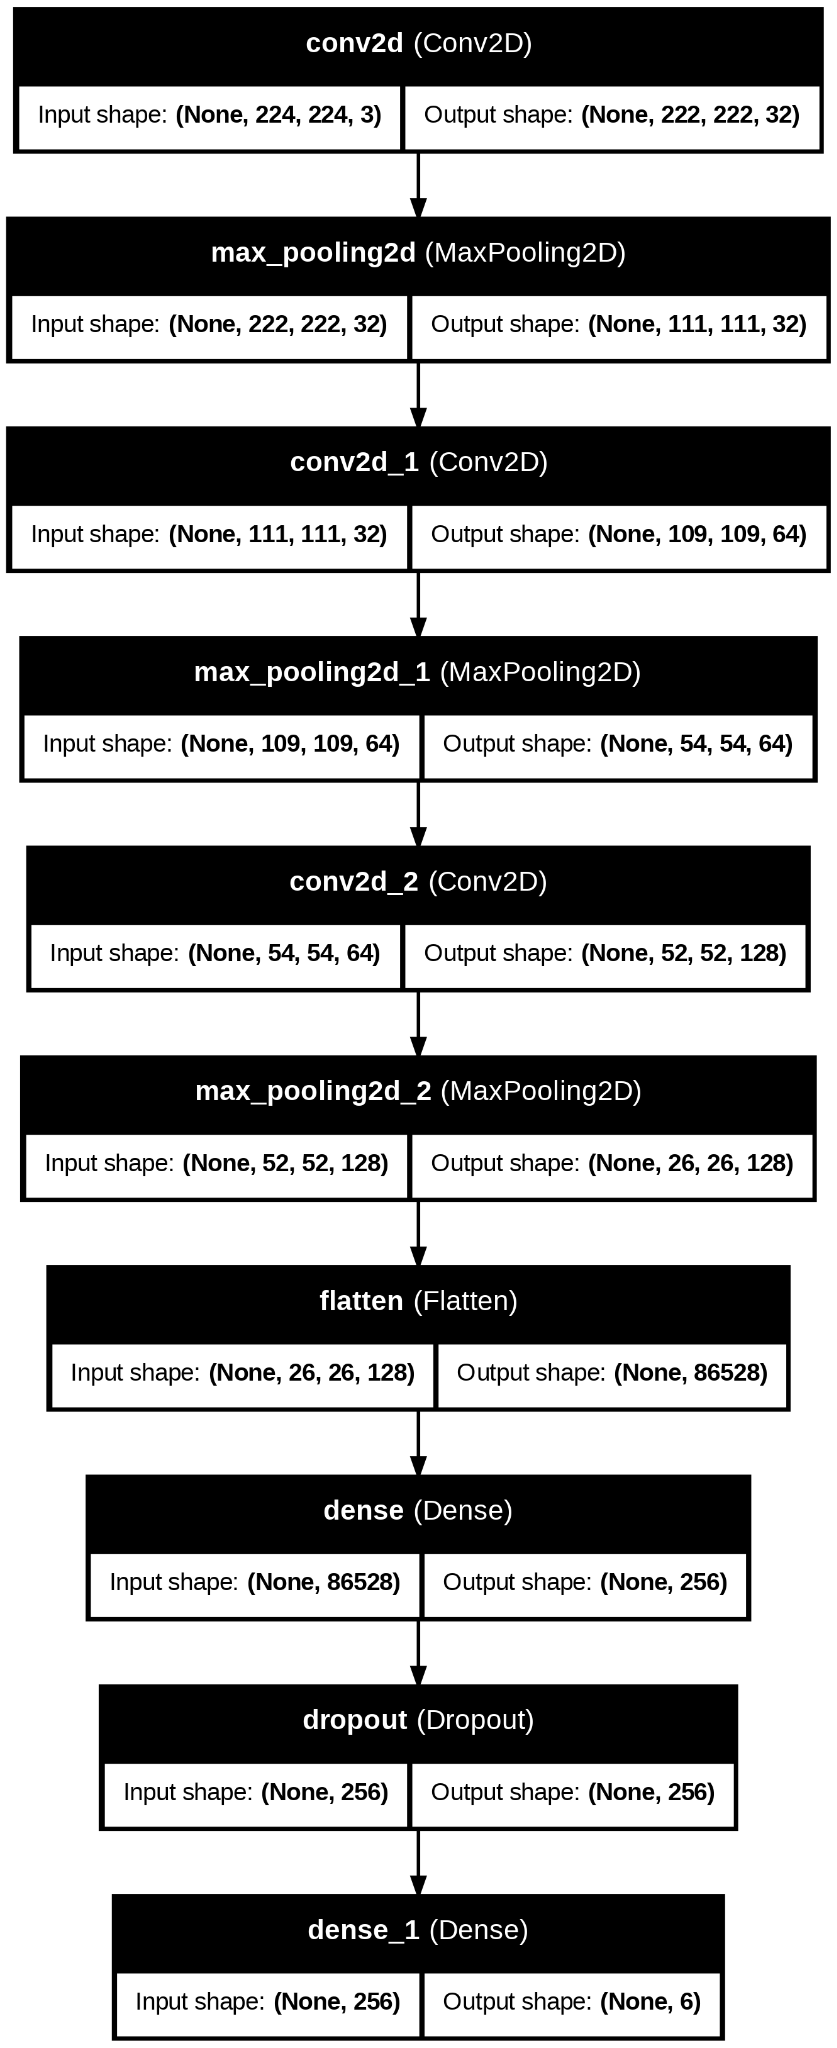 conv2d (Conv2D)
Input shape: (None, 224, 224, 3) Output shape: (None, 222, 222, 32)
max_pooling2d (MaxPooling2D)
Input shape: (None, 222, 222, 32) Output shape: (None, 111, 111, 32)
conv2d_1 (Conv2D)
Input shape: (None, 111, 111, 32) Output shape: (None, 109, 109, 64)
max_pooling2d_1 (MaxPooling2D)
Input shape: (None, 109, 109, 64) Output shape: (None, 54, 54, 64)
conv2d_2 (Conv2D)
Input shape: (None, 54, 54, 64) Output shape: (None, 52, 52, 128)
max_pooling2d_2 (MaxPooling2D)
Input shape: (None, 52, 52, 128) Output shape: (None, 26, 26, 128)
flatten (Flatten)
Input shape: (None, 26, 26, 128) Output shape: (None, 86528)
dense (Dense)
Input shape: (None, 86528) Output shape: (None, 256)
dropout (Dropout)
Input shape: (None, 256) Output shape: (None, 256)
dense_1 (Dense)
Input shape: (None, 256) Output shape: (None, 6)